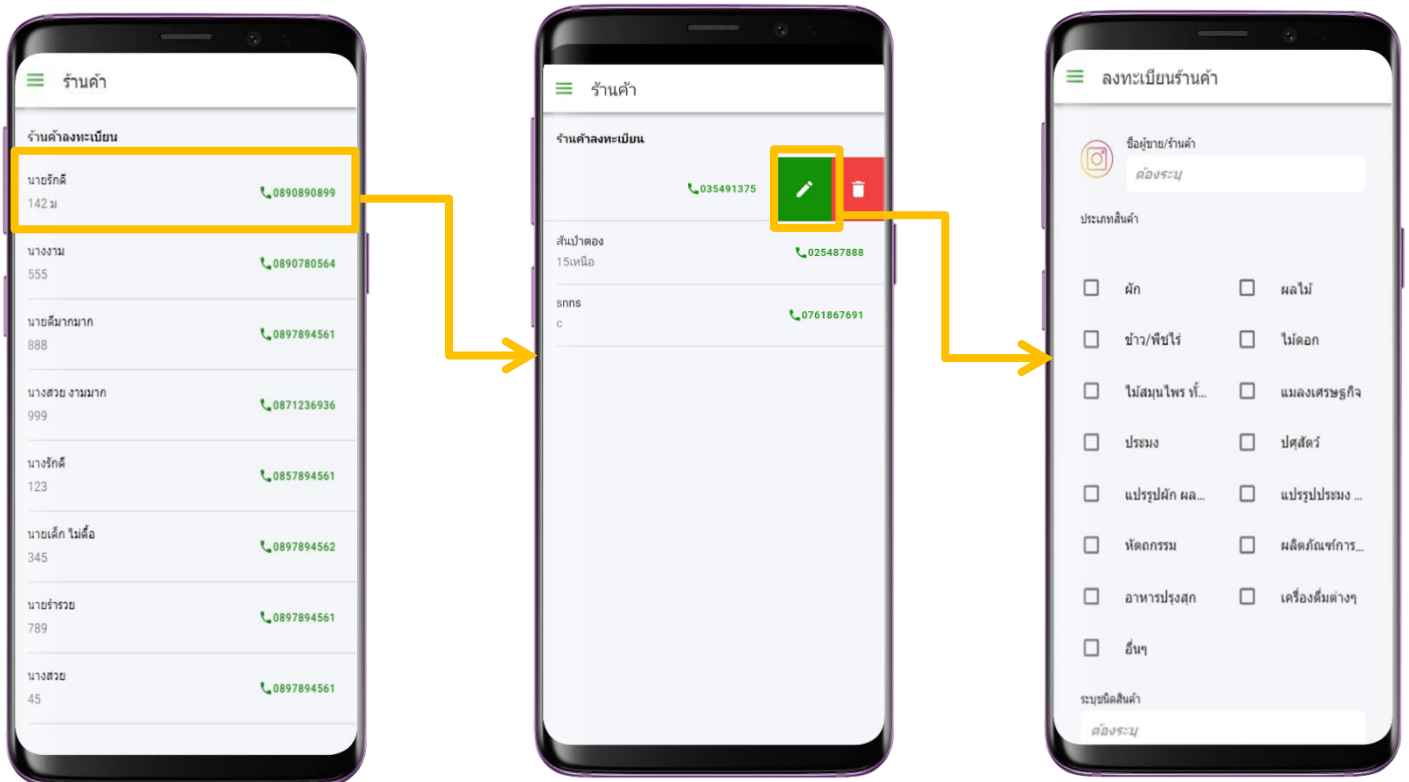 ร้านค้า
ร้านค้าลงทะเบียน
นายรักดี
0890890899
142 ม
นางงาม
0890780564
555
นายดีมากมาก
0897894561
888
นางสวย งามมาก
0871236936
999
นางรักดี
0857894561
123
นายเด็ก ไม่ดื้อ
0897894562
345
นายร่ำรวย
0897894561
789
นางสวย
0897894561
45
ร้านค้า
ร้านค้าลงทะเบียน
035491375
สันป่าตอง
025487888
15เหนือ
snns
0761867691
c
ลงทะเบียนร้านค้า
ชื่อผู้ขาย/ร้านค้า
ต้องระบุ
ประเภทสินค้า
ผัก ผลไม้
ข้าว/พืชไร่ ไม้ดอก
ไม้สมุนไพร ทั้... แมลงเศรษฐกิจ
ประมง ปศุสัตว์
แปรรูปผัก ผล... แปรรูปประมง ...
หัตถกรรม ผลิตภัณฑ์การ...
อาหารปรุงสุก เครื่องดื่มต่างๆ
อื่นๆ
ระบุชนิดสินค้า
ต้องระบุ